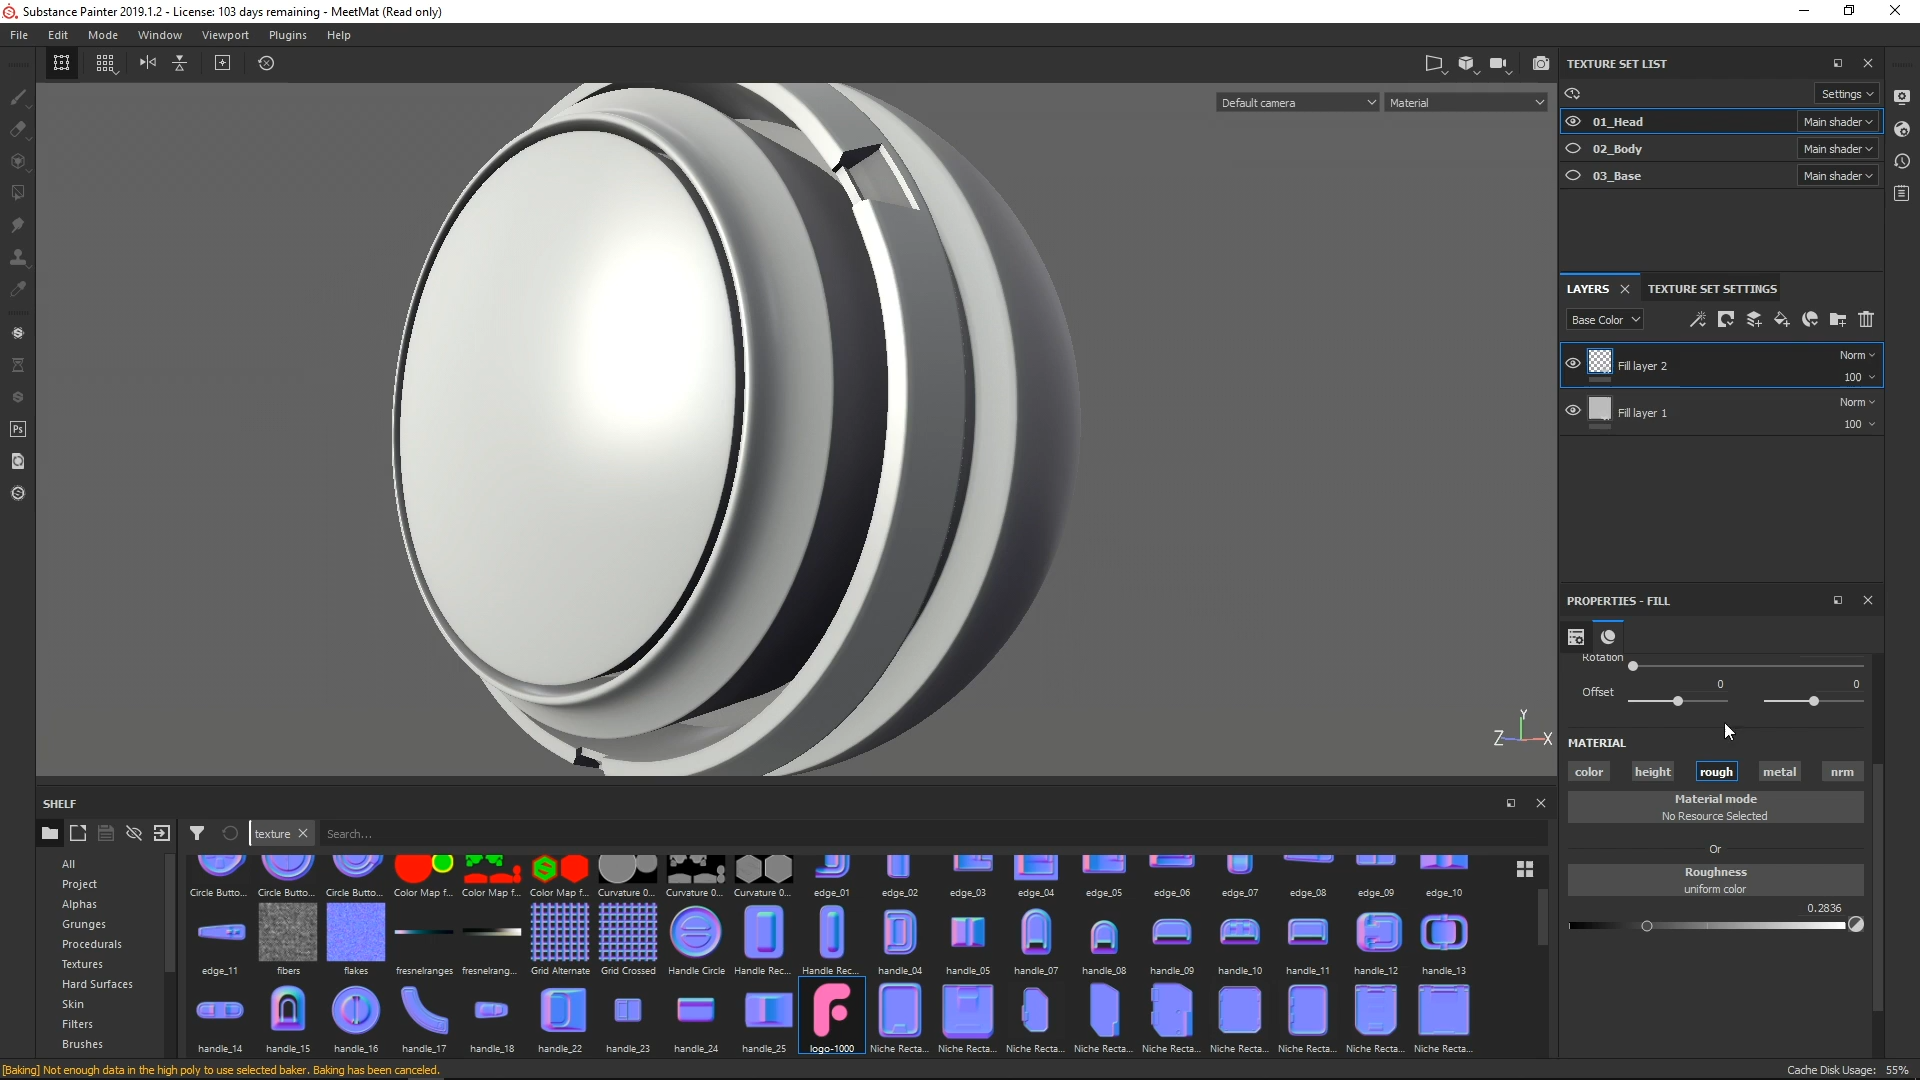 Substance Painter 2019.1.2 - License: 103 days remaining - MeetMat (Read only)
File Edit Mode Window Viewport Plugins Help
Default camera
Material
TEXTURE SET LIST
Settings
01_Head Main shader
02_Body Main shader
03_Base Main shader
LAYERS TEXTURE SET SETTINGS
Base Color
Fill layer 2 Norm
100
Fill layer 1 Norm
100
PROPERTIES - FILL
Rotation
0 0
Offset
MATERIAL
color height rough metal nrm
Material mode
No Resource Selected
Or
Roughness
uniform color
0.2836
Y
Z X
Ps
SHELF
texture Search...
All
Project
Alphas
Grunges
Procedurals
Textures
Hard Surfaces
Skin
Filters
Brushes
Circle Butto... Circle Butto... Circle Butto... Color Map f... Color Map f... Color Map f... Curvature 0... Curvature 0... Curvature 0... edge_01 edge_02 edge_03 edge_04 edge_05 edge_06 edge_07 edge_08 edge_09 edge_10
edge_11 fibers flakes fresnelranges fresnelrang... Grid Alternate Grid Crossed Handle Circle Handle Rec... Handle Rec... handle_04 handle_05 handle_07 handle_08 handle_09 handle_10 handle_11 handle_12 handle_13
handle_14 handle_15 handle_16 handle_17 handle_18 handle_22 handle_23 handle_24 handle_25 logo-1000 Niche Recta... Niche Recta... Niche Recta... Niche Recta... Niche Recta... Niche Recta... Niche Recta... Niche Recta... Niche Recta...
[Baking] Not enough data in the high poly to use selected baker. Baking has been canceled.
Cache Disk Usage: 55%